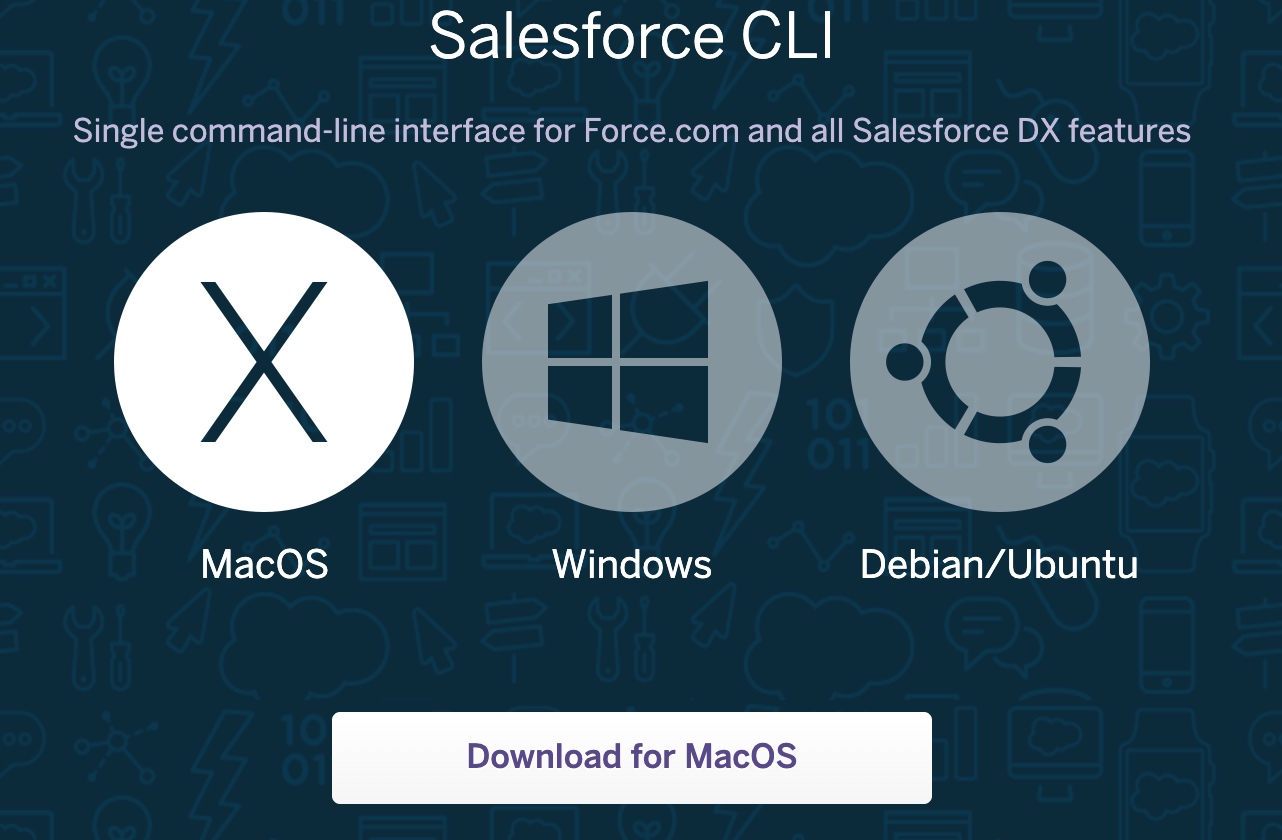 Salesforce CLI
Single command-line interface for Force.com and all Salesforce DX features
X
MacOS
Windows
Debian/Ubuntu
Download for MacOS